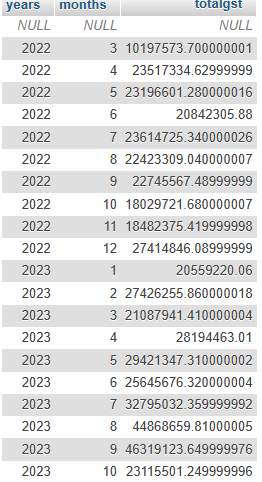 years months totalgst
NULL NULL NULL
2022 3 10197573.700000001
2022 4 23517334.62999999
2022 5 23196601.280000016
2022 6 20842305.88
2022 7 23614725.340000026
2022 8 22423309.040000007
2022 9 22745567.48999999
2022 10 18029721.680000007
2022 11 18482375.419999998
2022 12 27414846.08999999
2023 1 20559220.06
2023 2 27426255.860000018
2023 3 21087941.410000004
2023 4 28194463.01
2023 5 29421347.310000002
2023 6 25645676.320000004
2023 7 32795032.359999992
2023 8 44868659.81000005
2023 9 46319123.649999976
2023 10 23115501.249999996